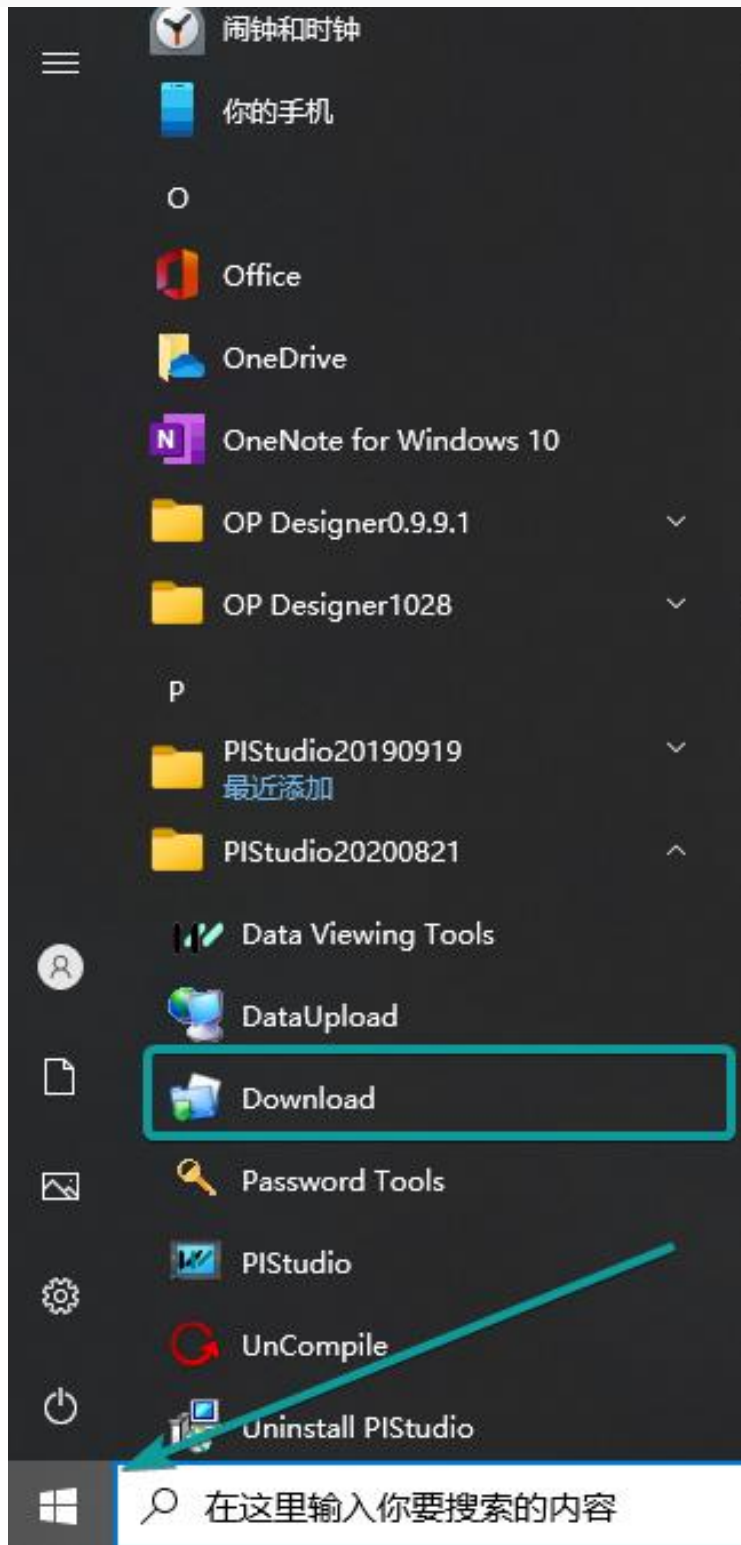 闹钟和时钟
你的手机
O
Office
OneDrive
OneNote for Windows 10
OP Designer0.9.9.1
OP Designer1028
P
PIStudio20190919
最近添加
PIStudio20200821
Data Viewing Tools
DataUpload
Download
Password Tools
PIStudio
UnCompile
Uninstall PIStudio
在这里输入你要搜索的内容